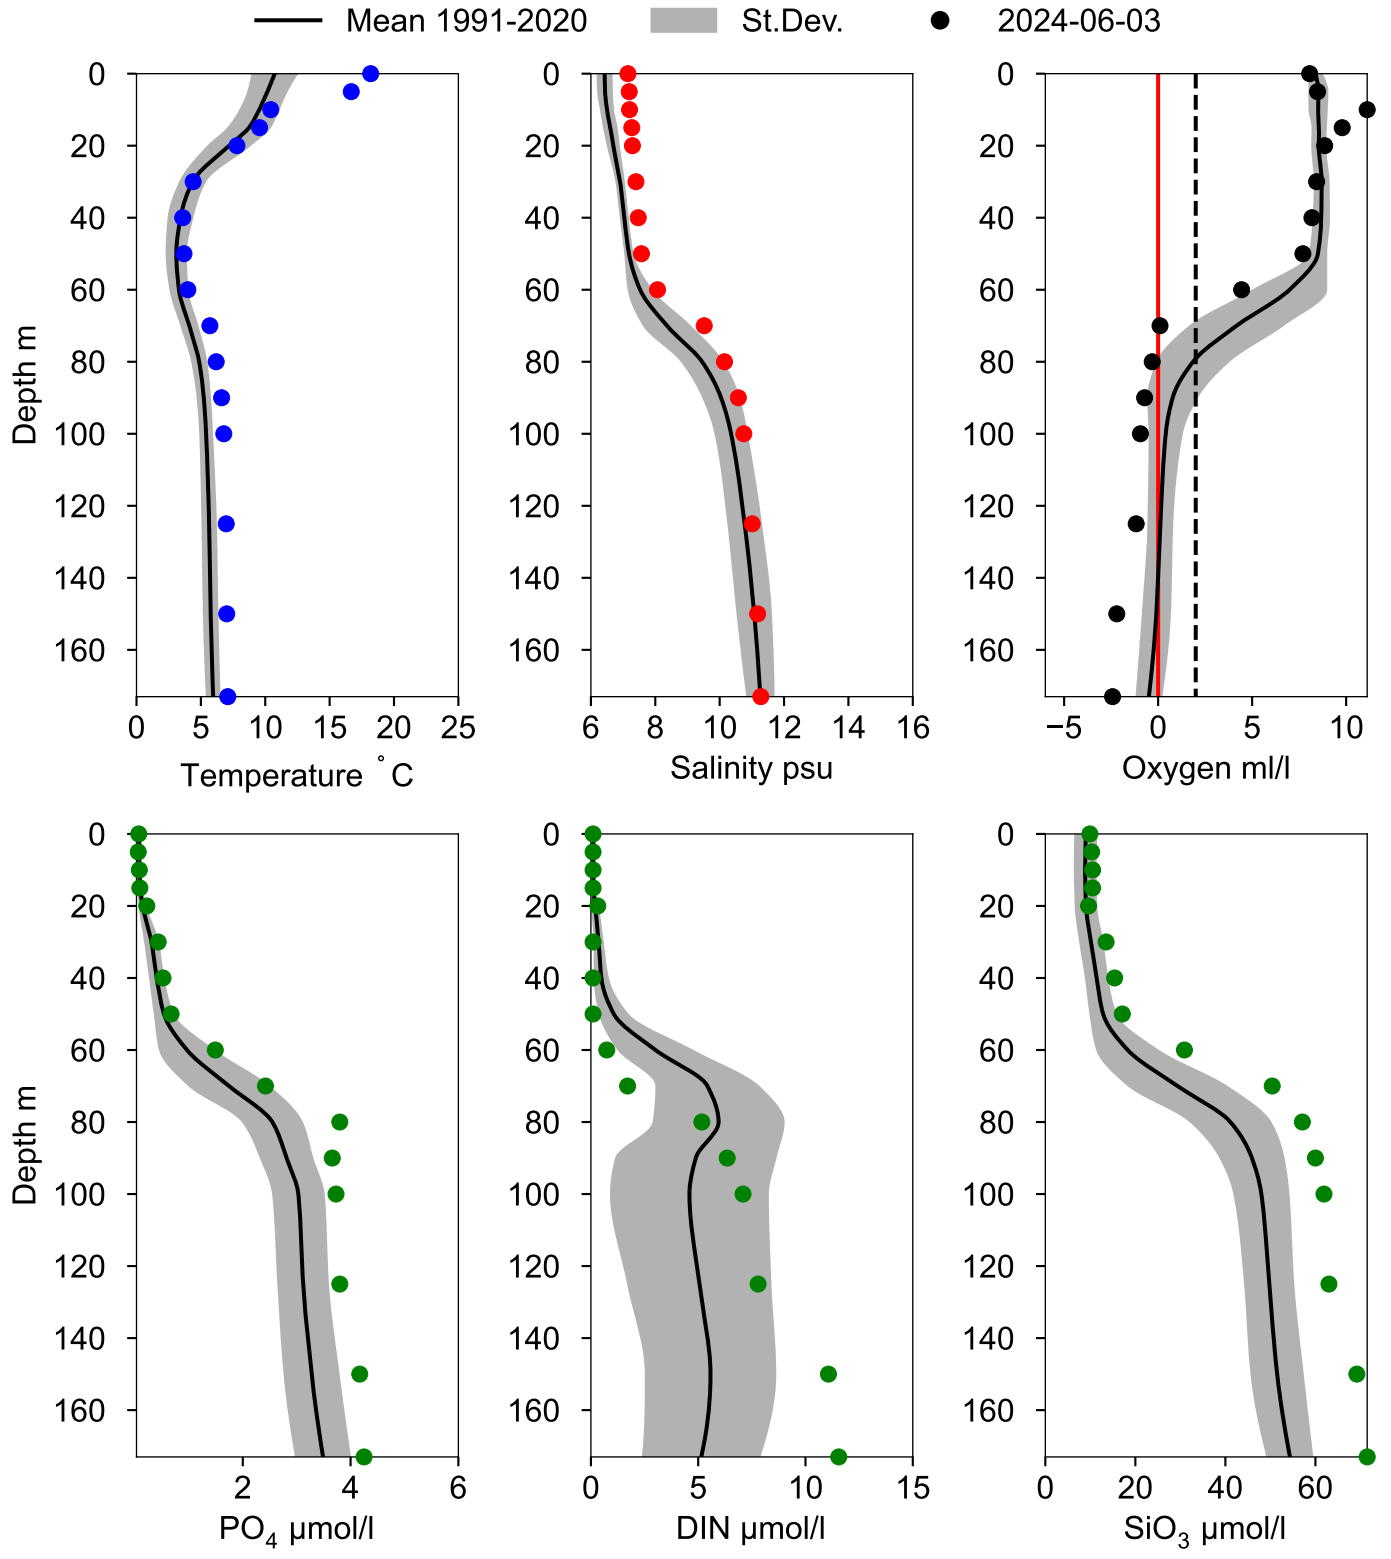 Mean 1991-2020 St.Dev. 2024-06-03
0 0 0
20 20 20
40 40 40
60 60 60
80 80 80
100 100 100
120 120 120
140 140 140
160 160 160
Depth m
0 5 10 15 20 25 6 8 10 12 14 16 −5 0 5 10
Temperature °C Salinity psu Oxygen ml/l
0 0 0
20 20 20
40 40 40
60 60 60
80 80 80
100 100 100
120 120 120
140 140 140
160 160 160
Depth m
2 4 6 0 5 10 15 0 20 40 60
PO₄ µmol/l DIN µmol/l SiO₃ µmol/l